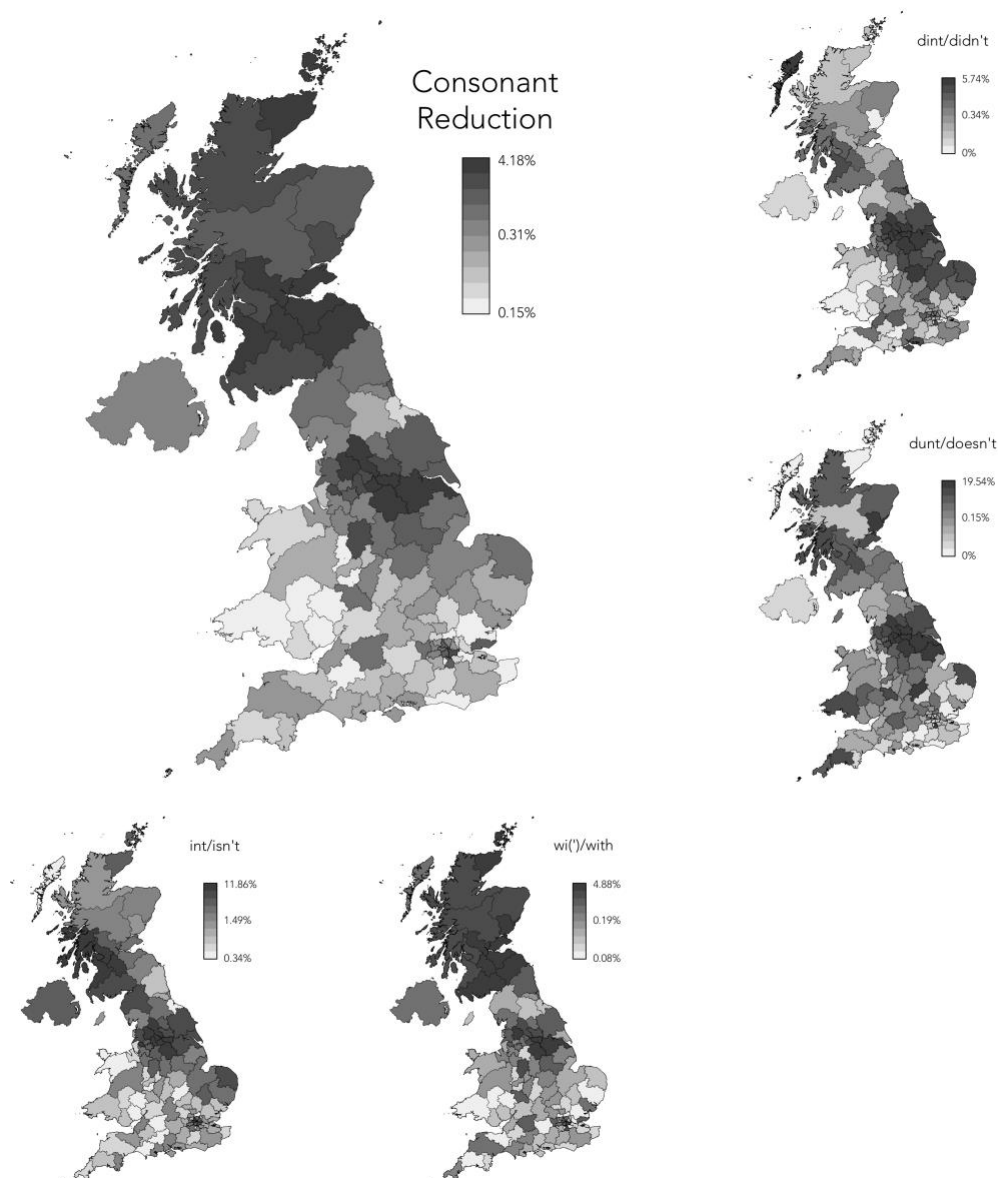 Consonant
Reduction
4.18%
0.31%
0.15%
dint/didn't
5.74%
0.34%
0%
dunt/doesn't
19.54%
0.15%
0%
int/isn't
11.86%
1.49%
0.34%
wi(')/with
4.88%
0.19%
0.08%